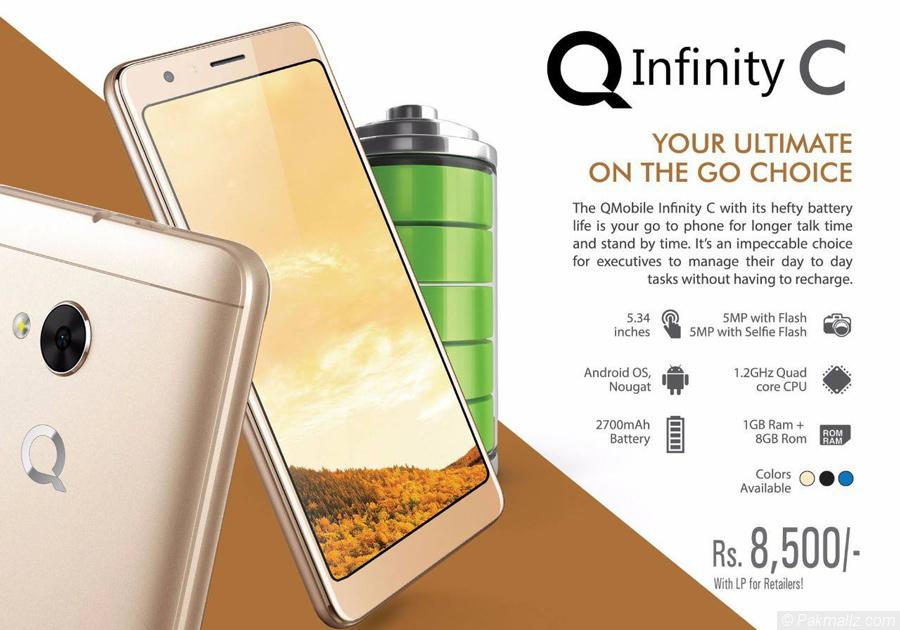 Q Infinity C
YOUR ULTIMATE
ON THE GO CHOICE
The QMobile Infinity C with its hefty battery
life is your go to phone for longer talk time
and stand by time. It's an impeccable choice
for executives to manage their day to day
tasks without having to recharge.
5.34
inches
5MP with Flash
5MP with Selfie Flash
Android OS,
Nougat
1.2GHz Quad
core CPU
2700mAh
Battery
1GB Ram +
8GB Rom
ROM
RAM
Colors
Available
Rs. 8,500/-
With LP for Retailers!
Q
© Pakmallz.com